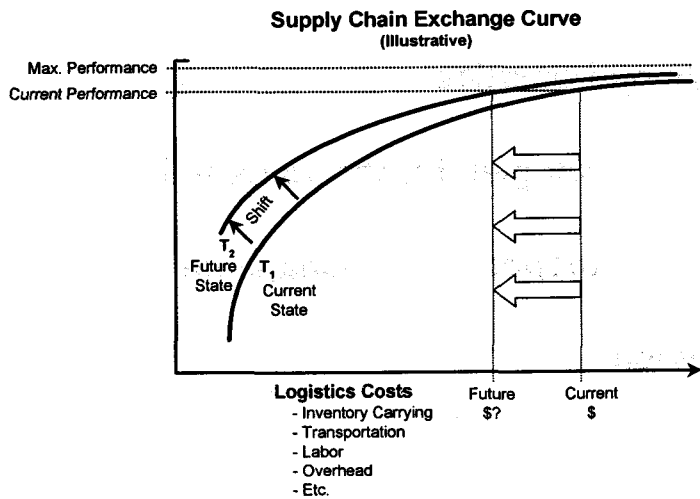 Supply Chain Exchange Curve
(Illustrative)
Max. Performance
Current Performance
Shift
T2
Future
State
T1
Current
State
Logistics Costs
- Inventory Carrying
- Transportation
- Labor
- Overhead
- Etc.
Future
$?
Current
$